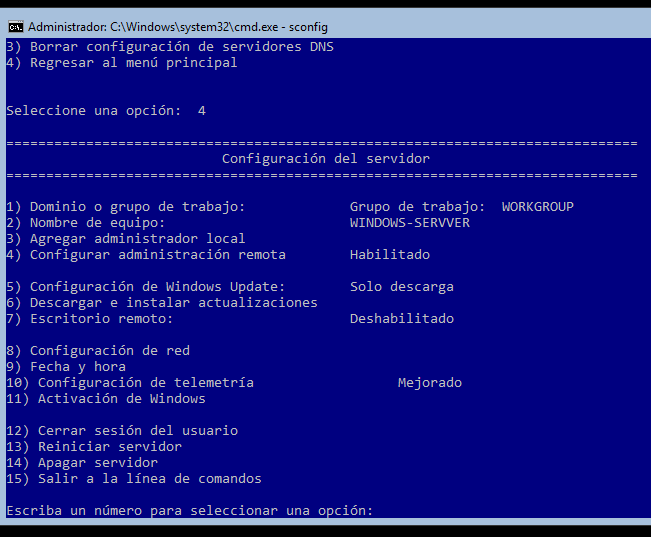 Administrador: C:\Windows\system32\cmd.exe - sconfig
3) Borrar configuración de servidores DNS
4) Regresar al menú principal
Seleccione una opción:  4
===============================================================================
Configuración del servidor
===============================================================================
1) Dominio o grupo de trabajo:             Grupo de trabajo:  WORKGROUP
2) Nombre de equipo:                       WINDOWS-SERVVER
3) Agregar administrador local
4) Configurar administración remota        Habilitado
5) Configuración de Windows Update:        Solo descarga
6) Descargar e instalar actualizaciones
7) Escritorio remoto:                      Deshabilitado
8) Configuración de red
9) Fecha y hora
10) Configuración de telemetría                  Mejorado
11) Activación de Windows
12) Cerrar sesión del usuario
13) Reiniciar servidor
14) Apagar servidor
15) Salir a la línea de comandos
Escriba un número para seleccionar una opción: